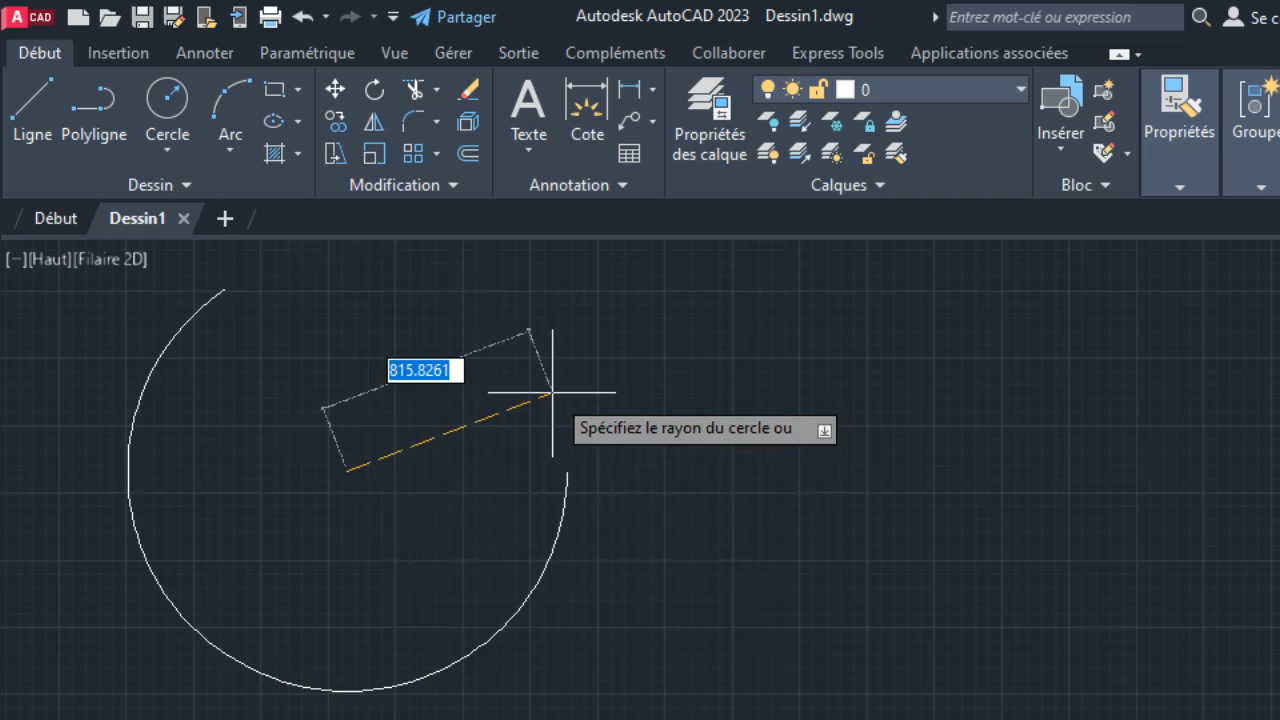 A CAD Partager Autodesk AutoCAD 2023 Dessin1.dwg Entrez mot-clé ou expression Se c
Début Insertion Annoter Paramétrique Vue Gérer Sortie Compléments Collaborer Express Tools Applications associées
0
Ligne Polyligne Cercle Arc Texte Cote Propriétés des calque Insérer Propriétés Groupe
Dessin Modification Annotation Calques Bloc
Début Dessin1
[−][Haut][Filaire 2D]
815.8261
Spécifiez le rayon du cercle ou